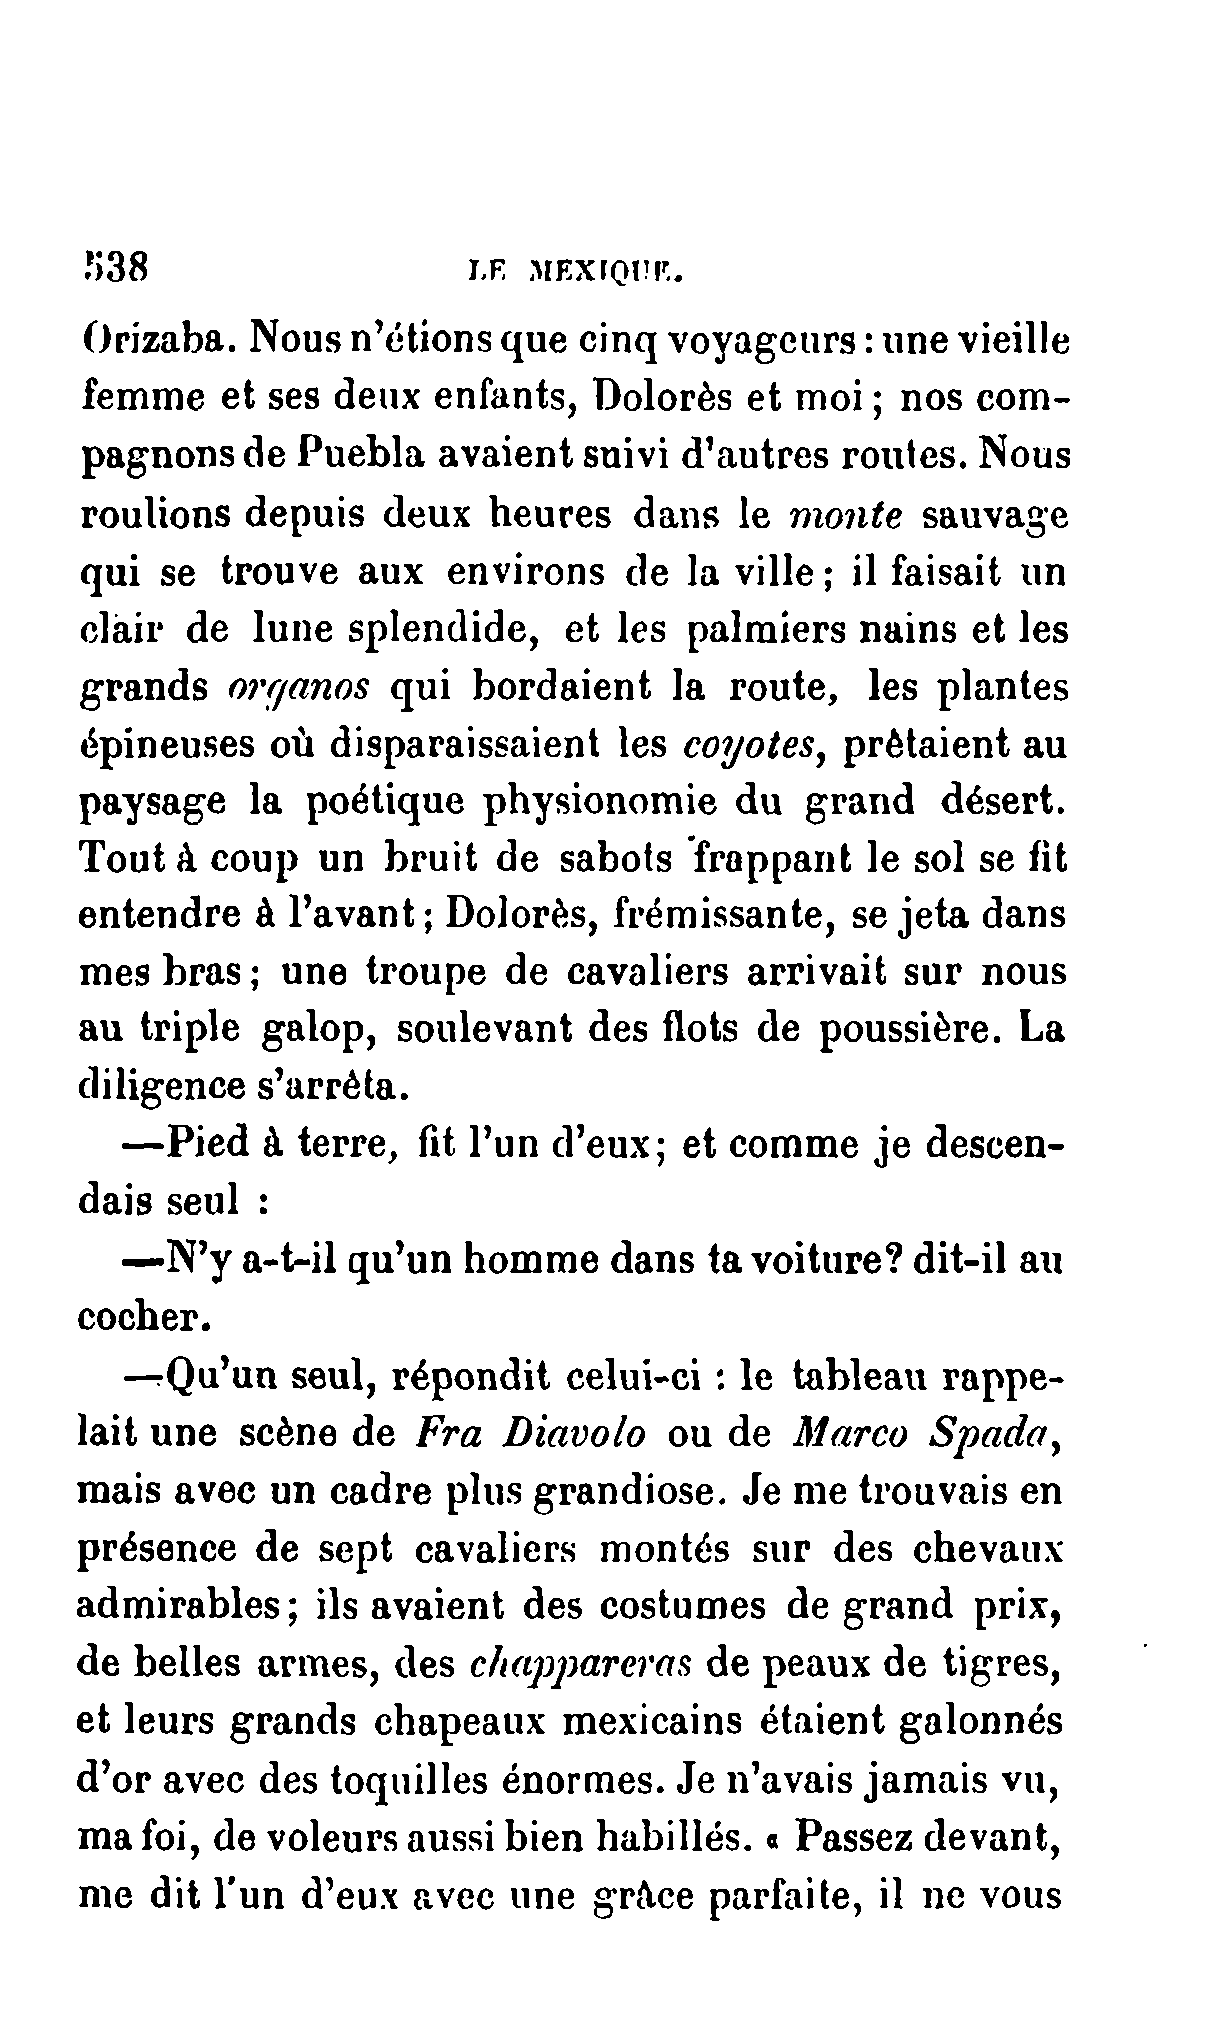 538 LE MEXIQUE.
Orizaba. Nous n'étions que cinq voyageurs : une vieille
femme et ses deux enfants, Dolorès et moi ; nos com-
pagnons de Puebla avaient suivi d'autres routes. Nous
roulions depuis deux heures dans le monte sauvage
qui se trouve aux environs de la ville ; il faisait un
clair de lune splendide, et les palmiers nains et les
grands organos qui bordaient la route, les plantes
épineuses où disparaissaient les coyotes, prêtaient au
paysage la poétique physionomie du grand désert.
Tout à coup un bruit de sabots frappant le sol se fit
entendre à l'avant ; Dolorès, frémissante, se jeta dans
mes bras ; une troupe de cavaliers arrivait sur nous
au triple galop, soulevant des flots de poussière. La
diligence s'arrêta.
—Pied à terre, fit l'un d'eux ; et comme je descen-
dais seul :
—N'y a-t-il qu'un homme dans ta voiture? dit-il au
cocher.
—Qu'un seul, répondit celui-ci : le tableau rappe-
lait une scène de Fra Diavolo ou de Marco Spada,
mais avec un cadre plus grandiose. Je me trouvais en
présence de sept cavaliers montés sur des chevaux
admirables ; ils avaient des costumes de grand prix,
de belles armes, des chappareras de peaux de tigres,
et leurs grands chapeaux mexicains étaient galonnés
d'or avec des toquilles énormes. Je n'avais jamais vu,
ma foi, de voleurs aussi bien habillés. « Passez devant,
me dit l'un d'eux avec une grâce parfaite, il ne vous